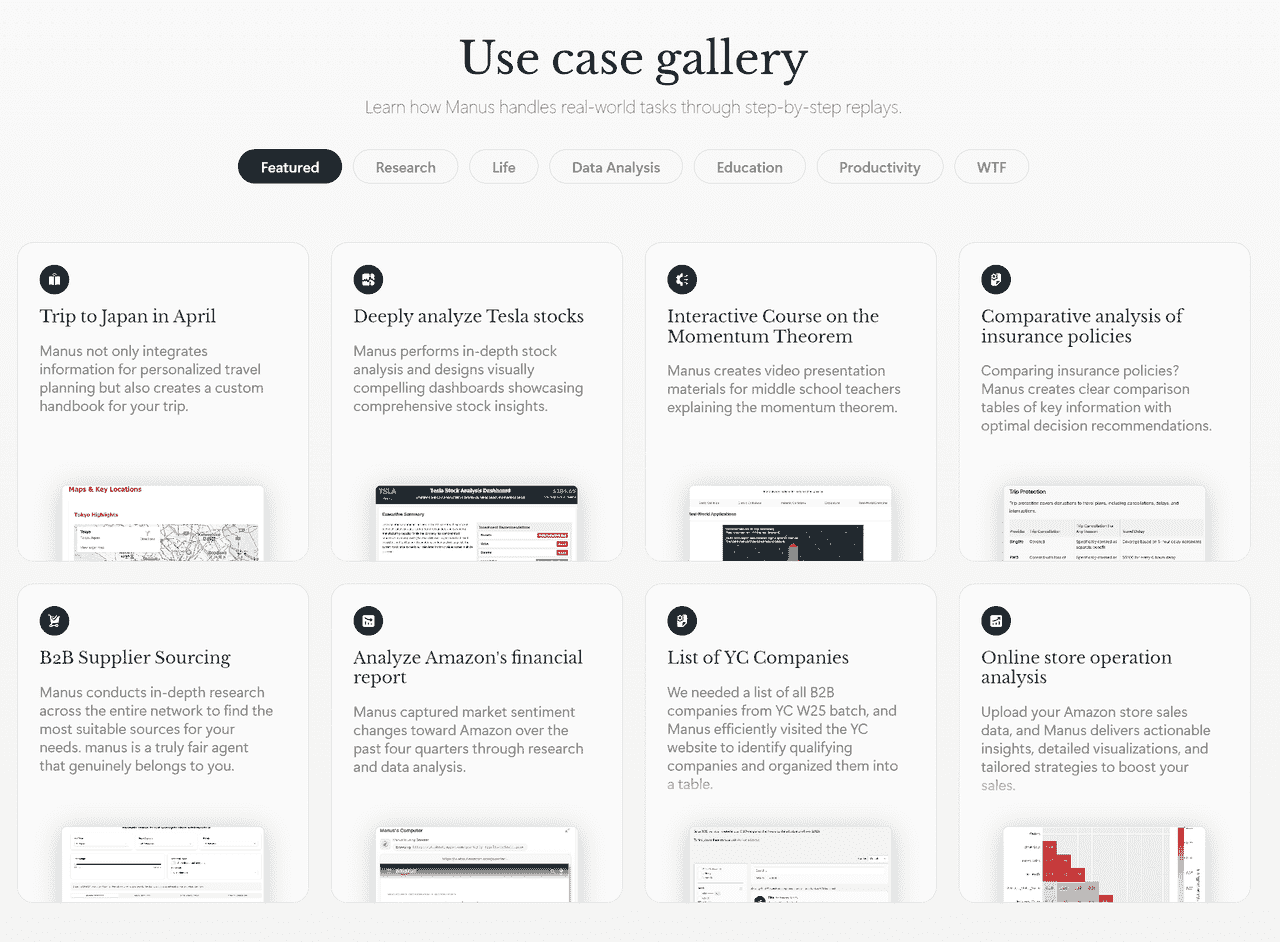 Use case gallery
Learn how Manus handles real-world tasks through step-by-step replays.
Featured
Research
Life
Data Analysis
Education
Productivity
WTF
Trip to Japan in April
Manus not only integrates
information for personalized travel
planning but also creates a custom
handbook for your trip.
Maps & Key Locations
Tokyo Highlights
Tokyo
Deeply analyze Tesla stocks
Manus performs in-depth stock
analysis and designs visually
compelling dashboards showcasing
comprehensive stock insights.
TSLA
Tesla Stock Analysis Dashboard
Executive Summary
Interactive Course on the
Momentum Theorem
Manus creates video presentation
materials for middle school teachers
explaining the momentum theorem.
Comparative analysis of
insurance policies
Comparing insurance policies?
Manus creates clear comparison
tables of key information with
optimal decision recommendations.
Trip Protection
B2B Supplier Sourcing
Manus conducts in-depth research
across the entire network to find the
most suitable sources for your
needs. manus is a truly fair agent
that genuinely belongs to you.
Analyze Amazon's financial
report
Manus captured market sentiment
changes toward Amazon over the
past four quarters through research
and data analysis.
Manus's Computer
List of YC Companies
We needed a list of all B2B
companies from YC W25 batch, and
Manus efficiently visited the YC
website to identify qualifying
companies and organized them into
a table.
Online store operation
analysis
Upload your Amazon store sales
data, and Manus delivers actionable
insights, detailed visualizations, and
tailored strategies to boost your
sales.